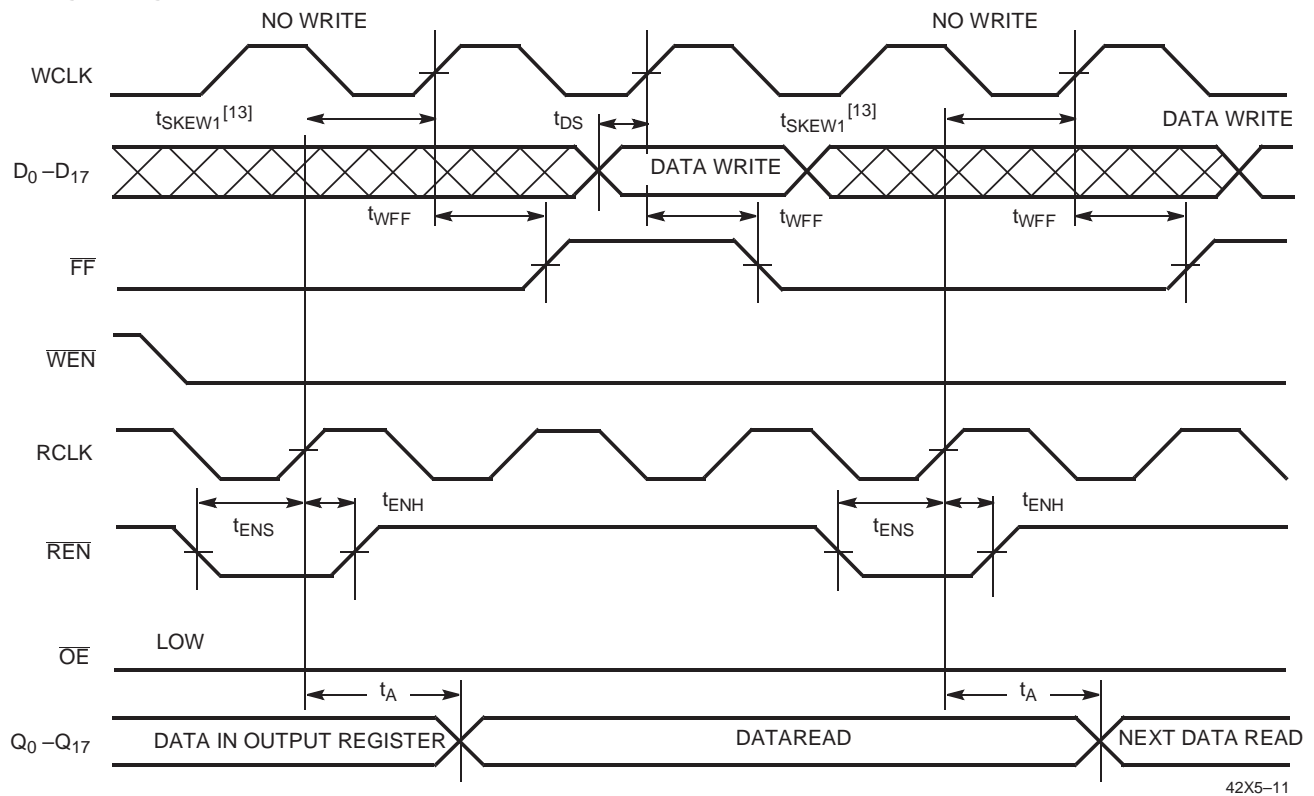 NO WRITE NO WRITE
WCLK
tSKEW1[13] tDS tSKEW1[13] DATA WRITE
D0–D17 DATA WRITE
tWFF tWFF tWFF
FF
WEN
RCLK
tENS tENH tENS tENH
REN
LOW
OE
tA tA
Q0–Q17 DATA IN OUTPUT REGISTER DATAREAD NEXT DATA READ
42X5–11